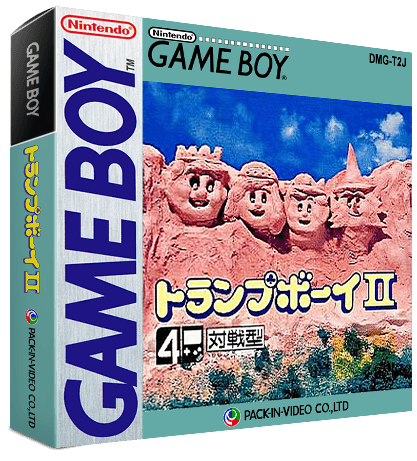 GAME BOY
トランプボーイII
PACK-IN-VIDEO CO.,LTD
Nintendo
GAME BOY™
Nintendo
GAME BOY®
DMG-T2J
トランプボーイII
4 対戦型
PACK-IN-VIDEO CO.,LTD